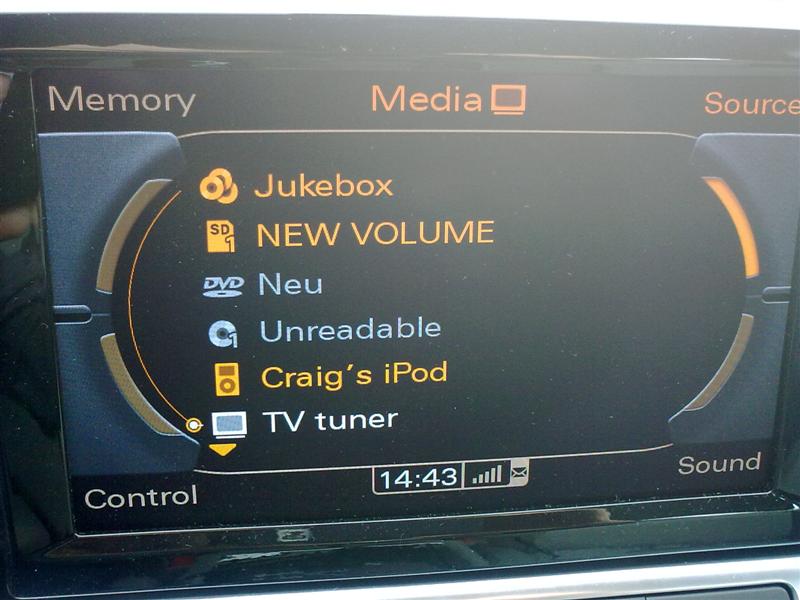 Memory
Media
Source
Jukebox
SD 1 NEW VOLUME
DVD Neu
1 Unreadable
Craig's iPod
TV tuner
14:43
Control
Sound